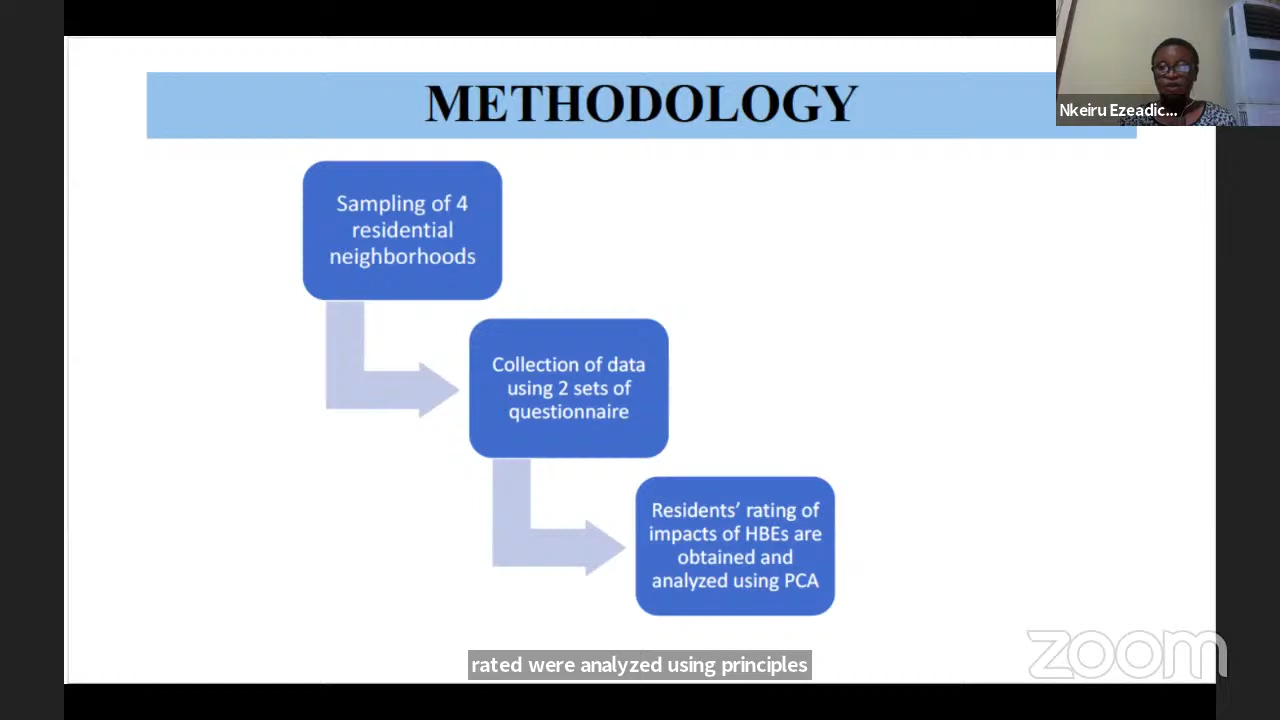 METHODOLOGY
Nkeiru Ezeadic...
Sampling of 4
residential
neighborhoods
Collection of data
using 2 sets of
questionnaire
Residents’ rating of
impacts of HBEs are
obtained and
analyzed using PCA
rated were analyzed using principles
zoom